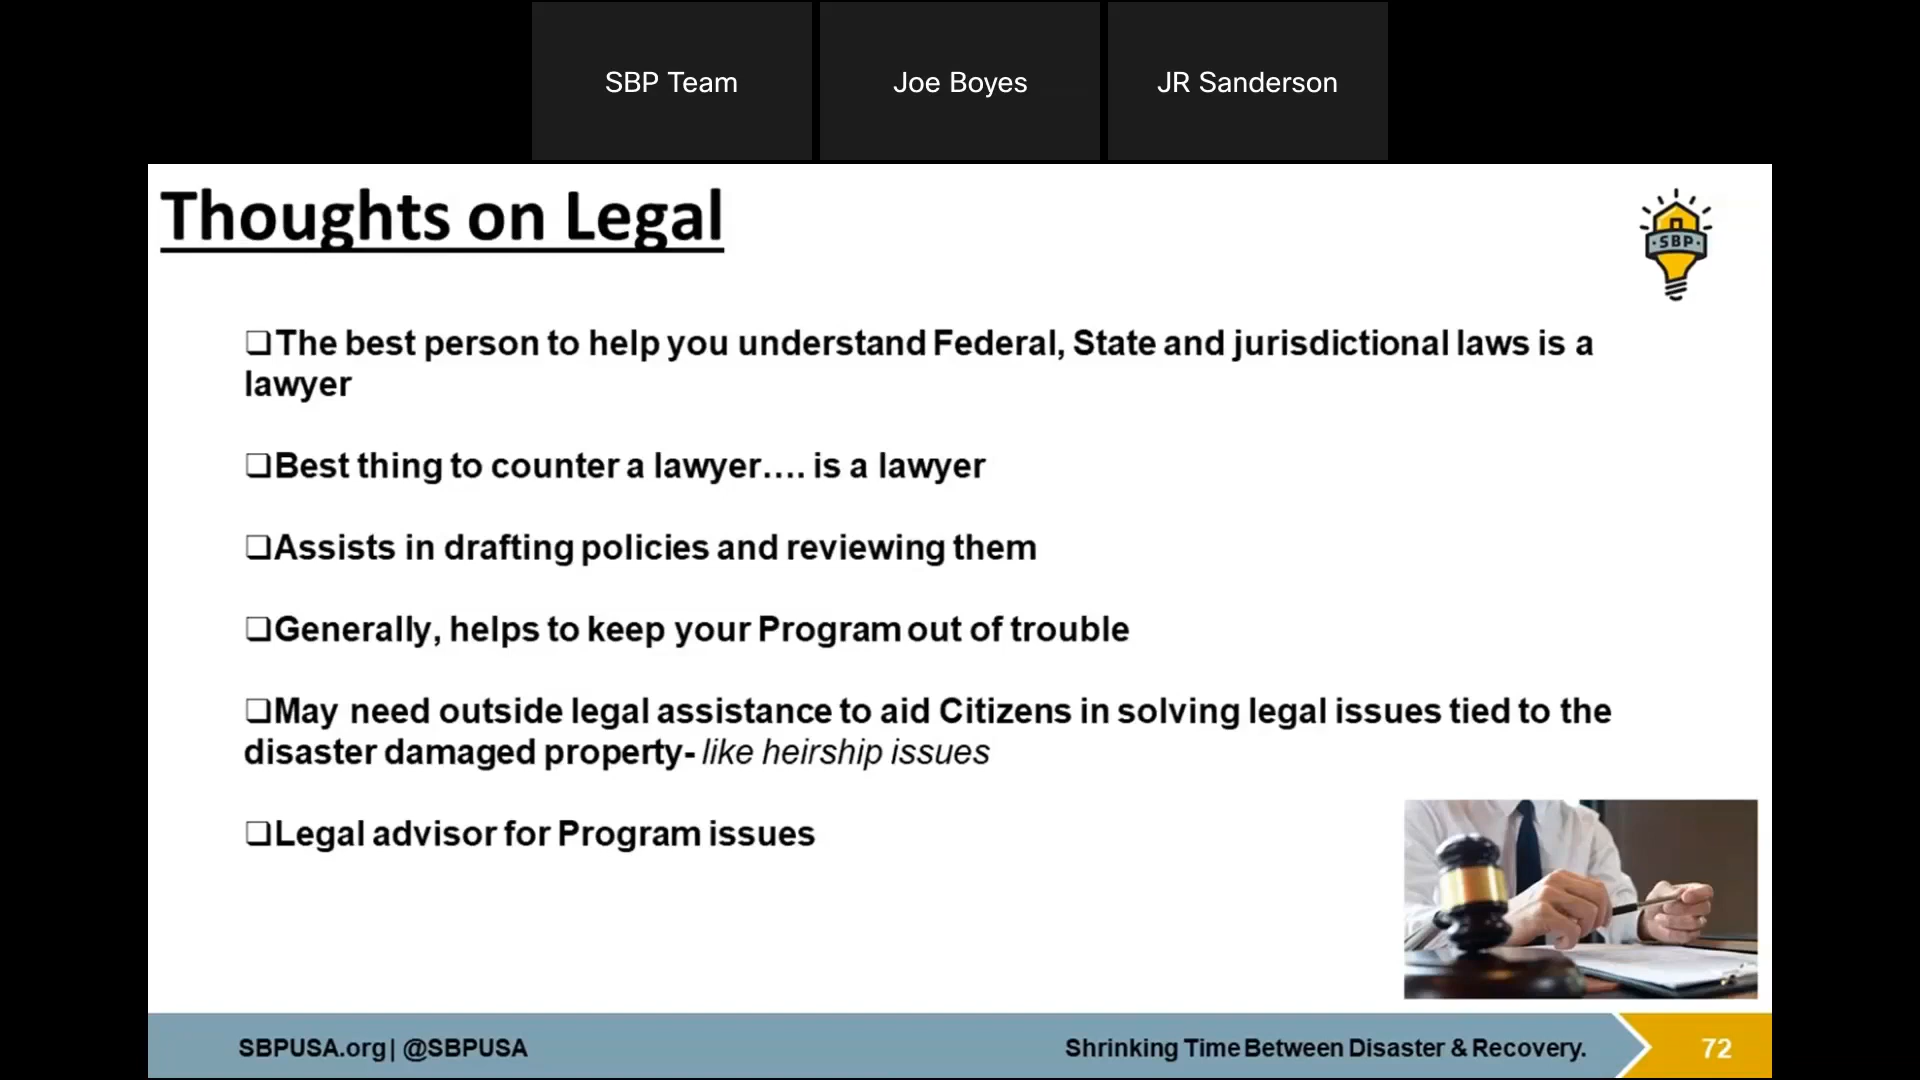 SBP Team
Joe Boyes
JR Sanderson
Thoughts on Legal
·SBP·
❑The best person to help you understand Federal, State and jurisdictional laws is a
lawyer
❑Best thing to counter a lawyer…. is a lawyer
❑Assists in drafting policies and reviewing them
❑Generally, helps to keep your Program out of trouble
❑May need outside legal assistance to aid Citizens in solving legal issues tied to the
disaster damaged property- like heirship issues
❑Legal advisor for Program issues
SBPUSA.org| @SBPUSA
Shrinking Time Between Disaster & Recovery.
72